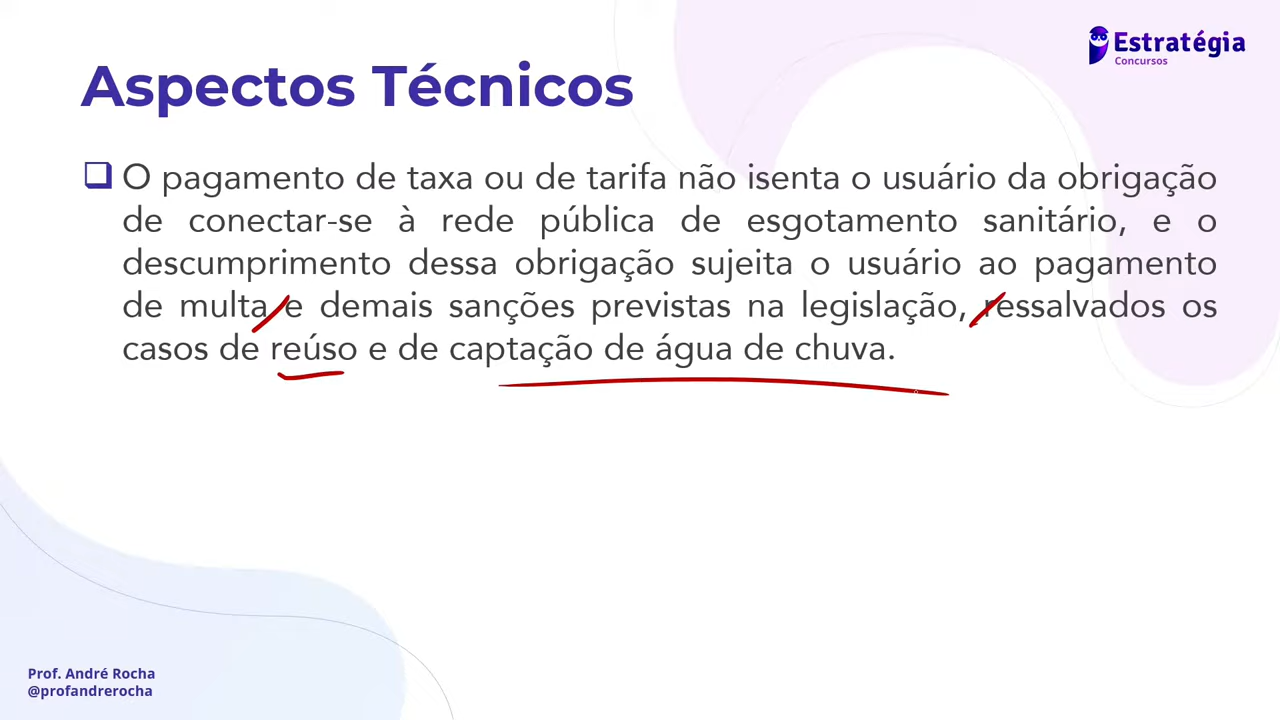 Estratégia
Concursos
Aspectos Técnicos
O pagamento de taxa ou de tarifa não isenta o usuário da obrigação
de conectar-se à rede pública de esgotamento sanitário, e o
descumprimento dessa obrigação sujeita o usuário ao pagamento
de multa e demais sanções previstas na legislação, ressalvados os
casos de reúso e de captação de água de chuva.
Prof. André Rocha
@profandrerocha